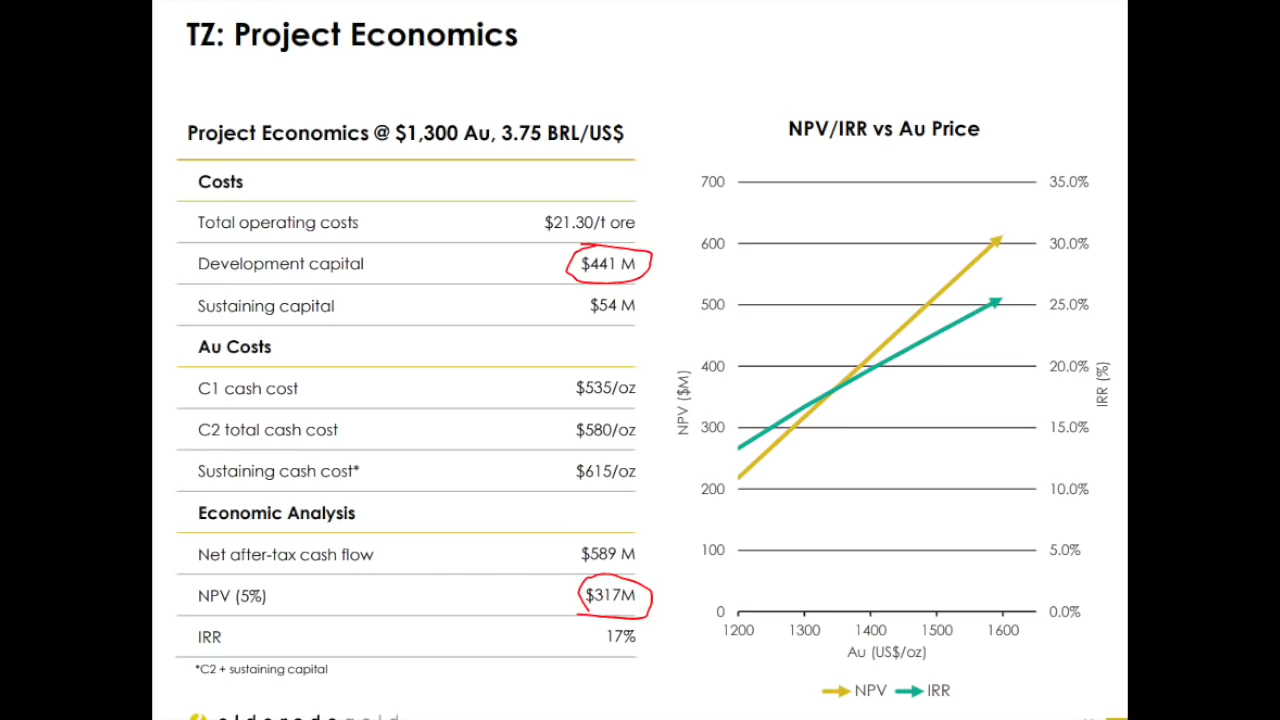 TZ: Project Economics
Project Economics @ $1,300 Au, 3.75 BRL/US$
Costs
Total operating costs $21.30/t ore
Development capital $441 M
Sustaining capital $54 M
Au Costs
C1 cash cost $535/oz
C2 total cash cost $580/oz
Sustaining cash cost* $615/oz
Economic Analysis
Net after-tax cash flow $589 M
NPV (5%) $317M
IRR 17%
*C2 + sustaining capital
NPV/IRR vs Au Price
700 35.0%
600 30.0%
500 25.0%
400 20.0%
300 15.0%
200 10.0%
100 5.0%
0 0.0%
NPV ($M)
IRR (%)
1200 1300 1400 1500 1600
Au (US$/oz)
NPV IRR